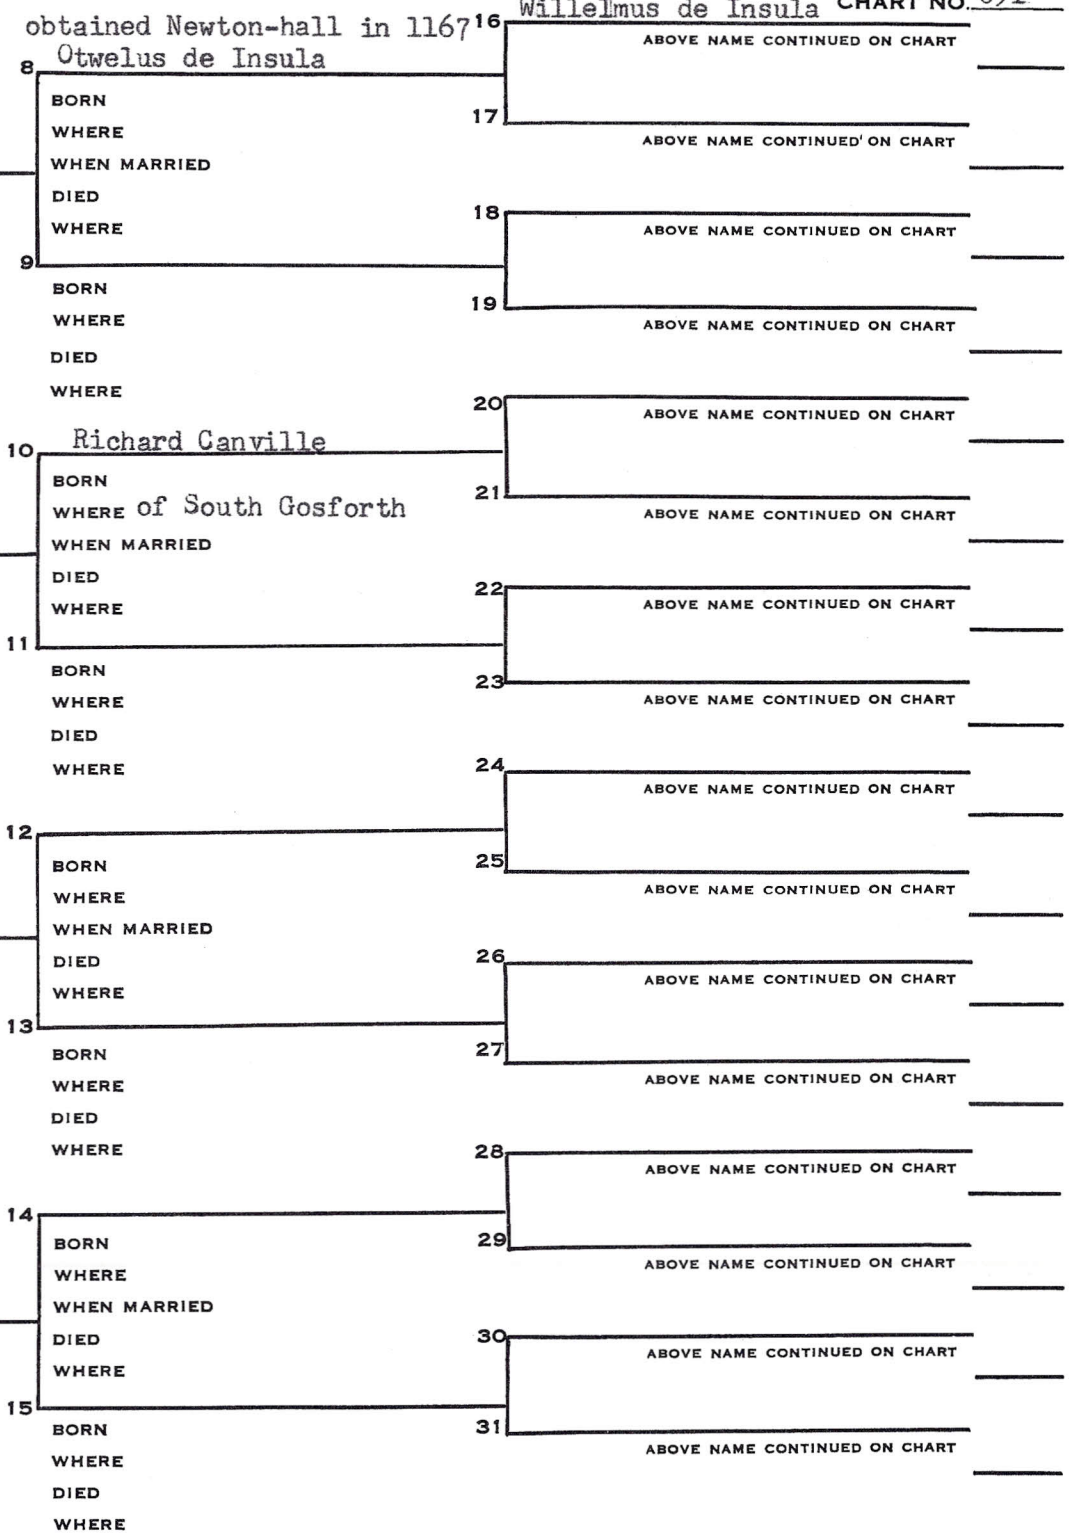 Willelmus de Insula CHART NO.
obtained Newton-hall in 1167
16
ABOVE NAME CONTINUED ON CHART
Otwelus de Insula
8
BORN
17
WHERE
ABOVE NAME CONTINUED ON CHART
WHEN MARRIED
DIED
18
WHERE
ABOVE NAME CONTINUED ON CHART
9
BORN
19
WHERE
ABOVE NAME CONTINUED ON CHART
DIED
WHERE
20
ABOVE NAME CONTINUED ON CHART
Richard Canville
10
BORN
21
WHERE of South Gosforth
ABOVE NAME CONTINUED ON CHART
WHEN MARRIED
DIED
22
WHERE
ABOVE NAME CONTINUED ON CHART
11
BORN
23
WHERE
ABOVE NAME CONTINUED ON CHART
DIED
WHERE
24
ABOVE NAME CONTINUED ON CHART
12
BORN
25
WHERE
ABOVE NAME CONTINUED ON CHART
WHEN MARRIED
DIED
26
WHERE
ABOVE NAME CONTINUED ON CHART
13
BORN
27
WHERE
ABOVE NAME CONTINUED ON CHART
DIED
WHERE
28
ABOVE NAME CONTINUED ON CHART
14
BORN
29
WHERE
ABOVE NAME CONTINUED ON CHART
WHEN MARRIED
DIED
30
WHERE
ABOVE NAME CONTINUED ON CHART
15
BORN
31
WHERE
ABOVE NAME CONTINUED ON CHART
DIED
WHERE